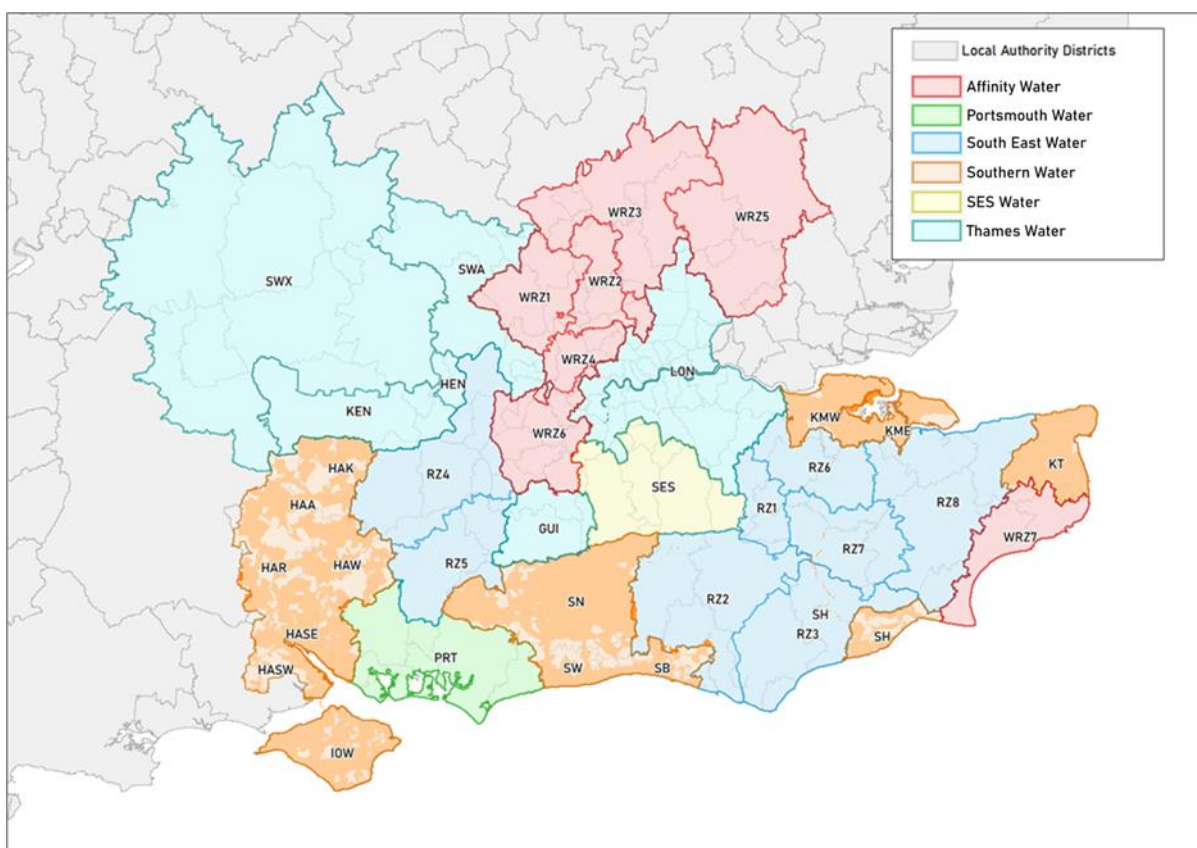 Local Authority Districts
Affinity Water
Portsmouth Water
South East Water
Southern Water
SES Water
Thames Water
WRZ3
WRZ5
SWA
SWX
WRZ1
WRZ2
WRZ4
LON
HEN
KEN
WRZ6
KMW
KME
HAK
RZ4
RZ6
KT
SES
RZ8
HAA
RZ1
GUI
WRZ7
RZ7
HAR
HAW
RZ5
SN
RZ2
SH
RZ3
SH
HASE
PRT
SW
SB
HASW
IOW